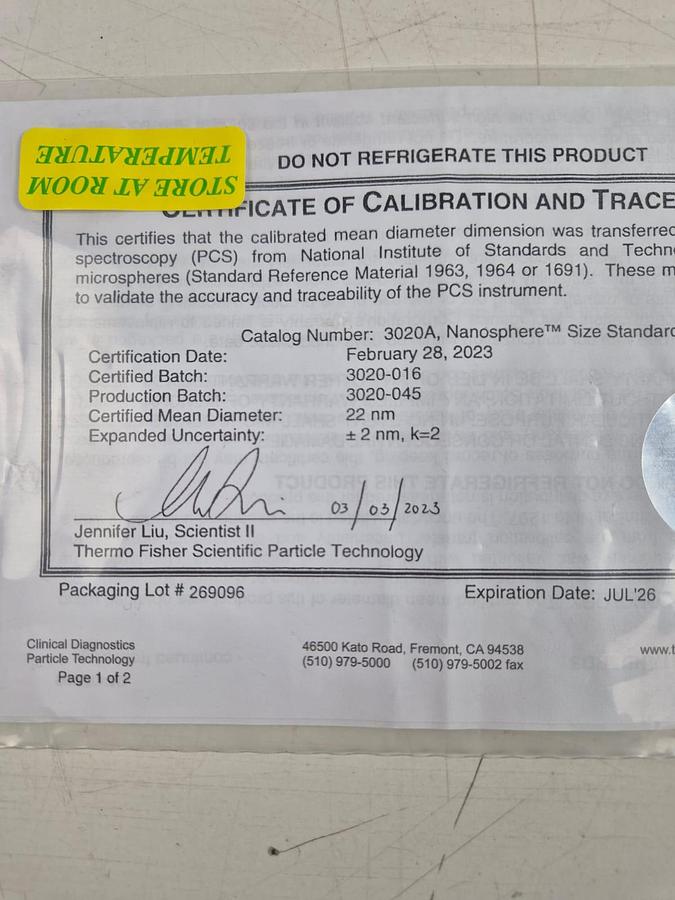 STORE AT ROOM
TEMPERATURE
DO NOT REFRIGERATE THIS PRODUCT
CERTIFICATE OF CALIBRATION AND TRACE
This certifies that the calibrated mean diameter dimension was transferred
spectroscopy (PCS) from National Institute of Standards and Techn
microspheres (Standard Reference Material 1963, 1964 or 1691). These m
to validate the accuracy and traceability of the PCS instrument.
Catalog Number: 3020A, Nanosphere™ Size Standard
Certification Date: February 28, 2023
Certified Batch: 3020-016
Production Batch: 3020-045
Certified Mean Diameter: 22 nm
Expanded Uncertainty: ± 2 nm, k=2
03/03/2023
Jennifer Liu, Scientist II
Thermo Fisher Scientific Particle Technology
Packaging Lot # 269096 Expiration Date: JUL'26
Clinical Diagnostics
Particle Technology
Page 1 of 2
46500 Kato Road, Fremont, CA 94538
(510) 979-5000 (510) 979-5002 fax
www.t